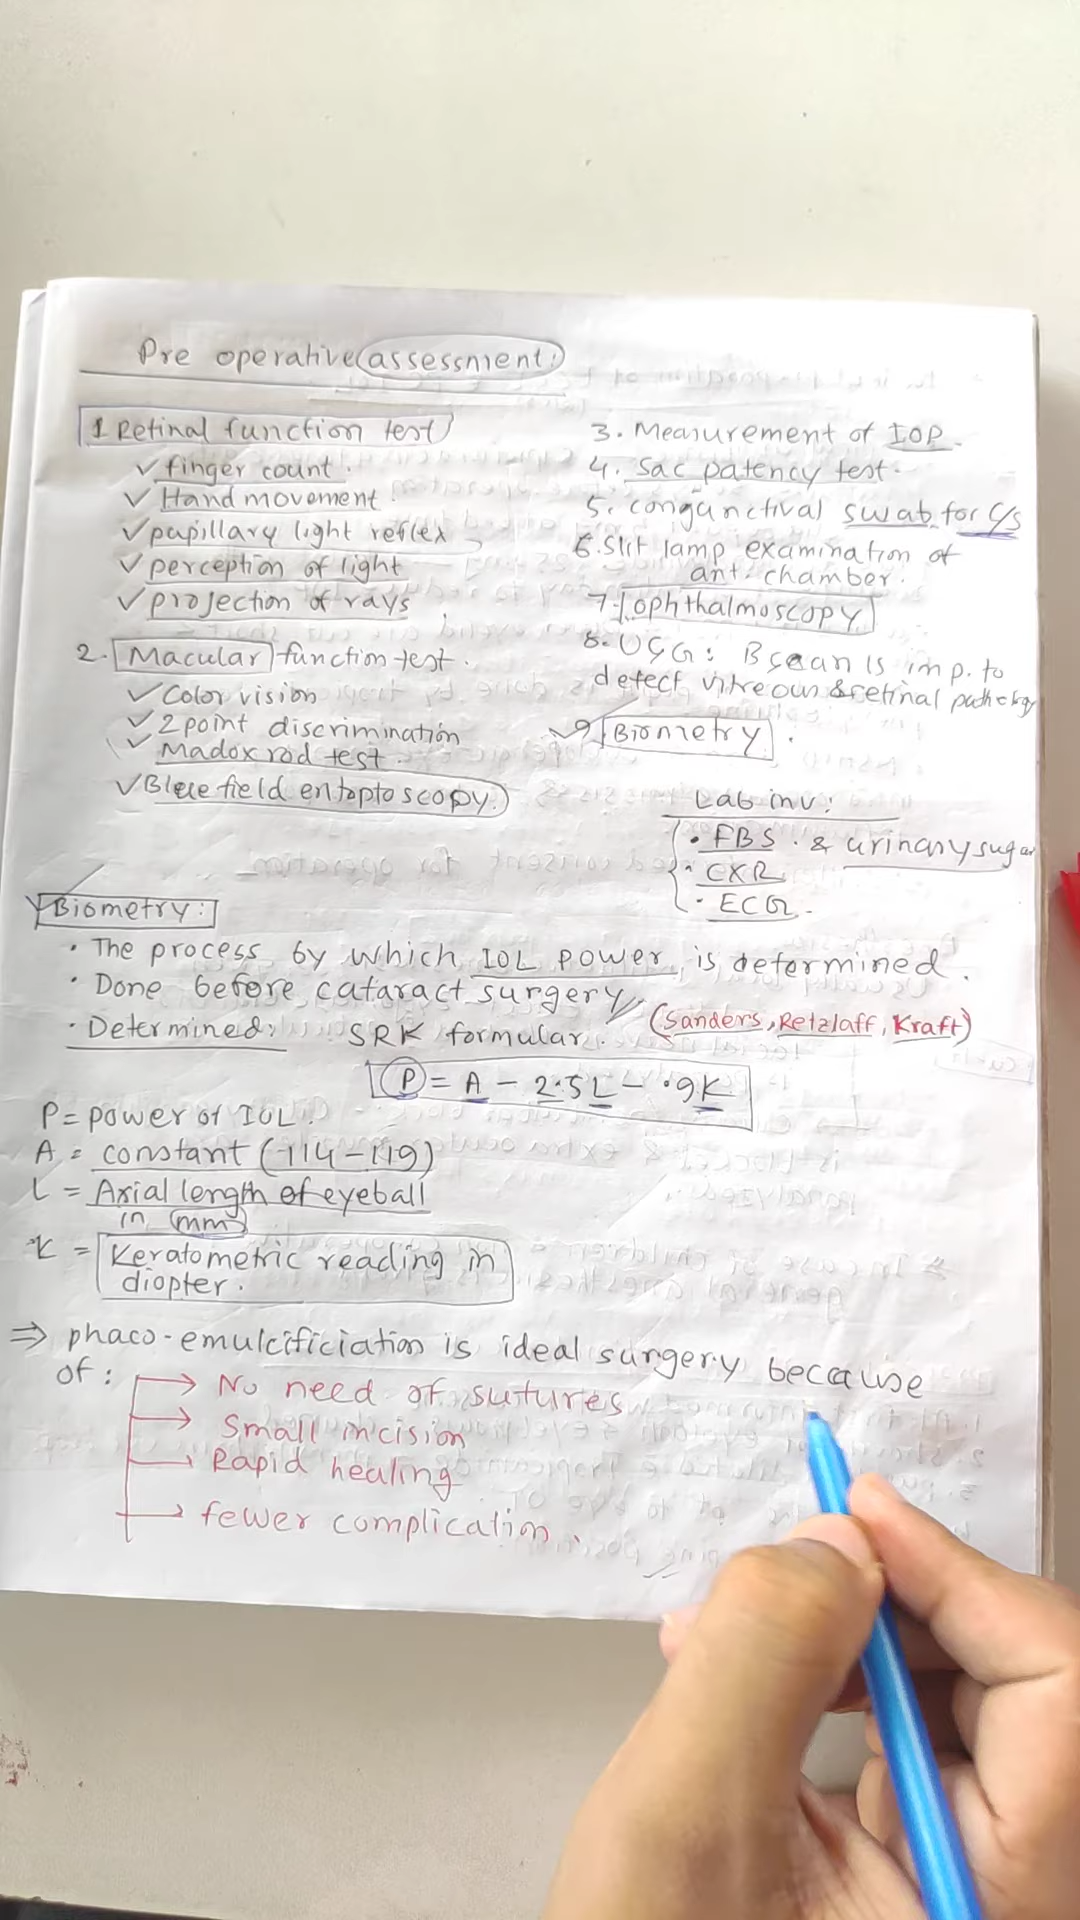 Pre operative assessment:
1 Retinal function test
✓ finger count.
✓ Hand movement.
✓ pupillary light reflex
✓ perception of light
✓ projection of rays
2. Macular function test.
✓ Color vision
✓ 2 point discrimination
✓ Madox rod test.
✓ Blue field entoptoscopy.
3. Measurement of IOP.
4. Sac patency test.
5. congunctival swab for C/S
6. Slit lamp examination of
ant. chamber.
7. ophthalmoscopy
8. USG: B scan is imp. to
detect vitreous & retinal pathology
✓ 9 Biometry.
Lab inv:
• FBS. & urinary sugar
• CXR
• ECG.
Biometry:
• The process by which IOL power is determined.
• Done before cataract surgery
• Determined: SRK formular. (Sanders, Retzlaff, Kraft)
P = A - 2.5L - .9K
P = power of IOL.
A = constant (114-119)
L = Axial length of eyeball
in mm
K = Keratometric reading in
diopter.
⇒ phaco-emulcificiation is ideal surgery because
of:
→ No need of sutures
→ Small incision
→ Rapid healing
→ fewer complication.